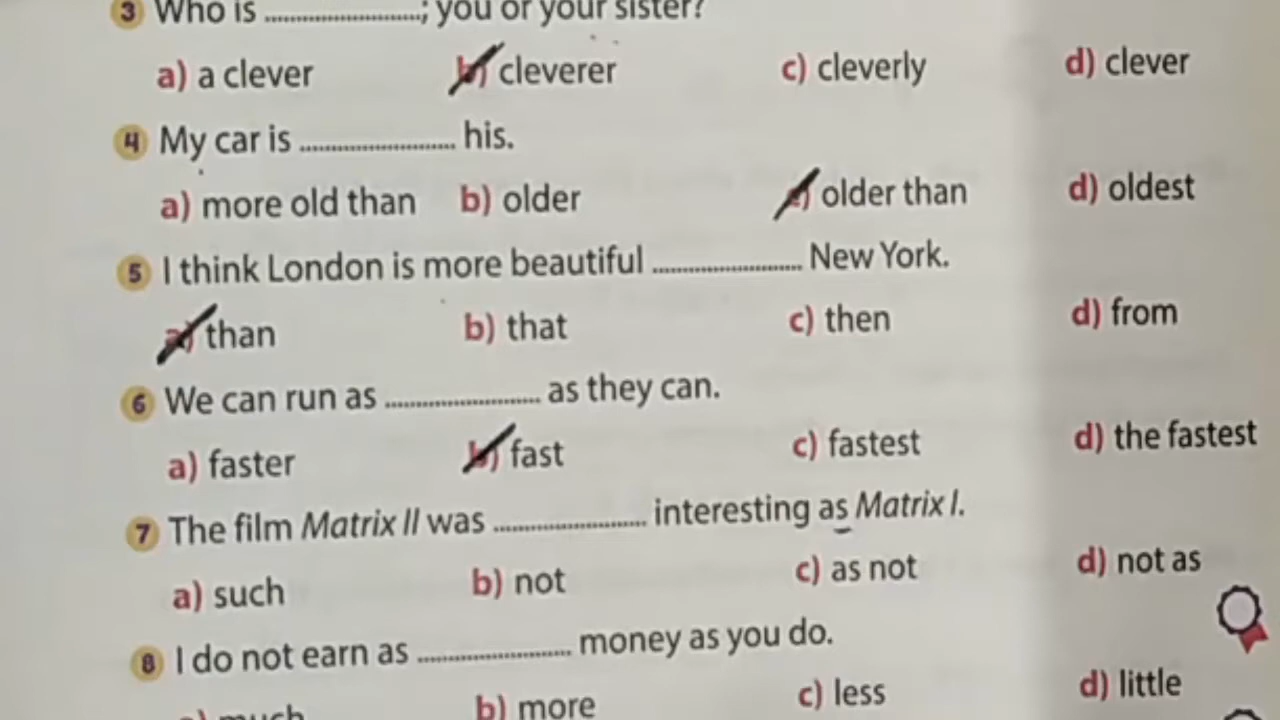 3 Who is ....................; you or your sister?
a) a clever b) cleverer c) cleverly d) clever
4 My car is .................... his.
a) more old than b) older c) older than d) oldest
5 I think London is more beautiful .................... New York.
a) than b) that c) then d) from
6 We can run as .................... as they can.
a) faster b) fast c) fastest d) the fastest
7 The film Matrix II was .................... interesting as Matrix I.
a) such b) not c) as not d) not as
8 I do not earn as .................... money as you do.
a) much b) more c) less d) little